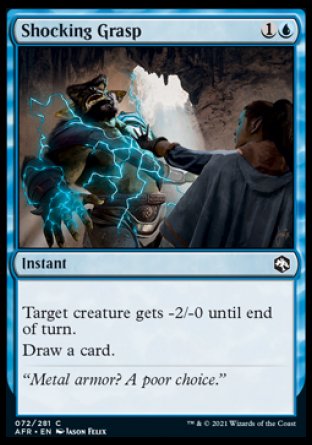 Shocking Grasp 1
Instant
Target creature gets -2/-0 until end
of turn.
Draw a card.
“Metal armor? A poor choice.”
072/281 C
AFR • EN Jason Felix
™ & © 2021 Wizards of the Coast